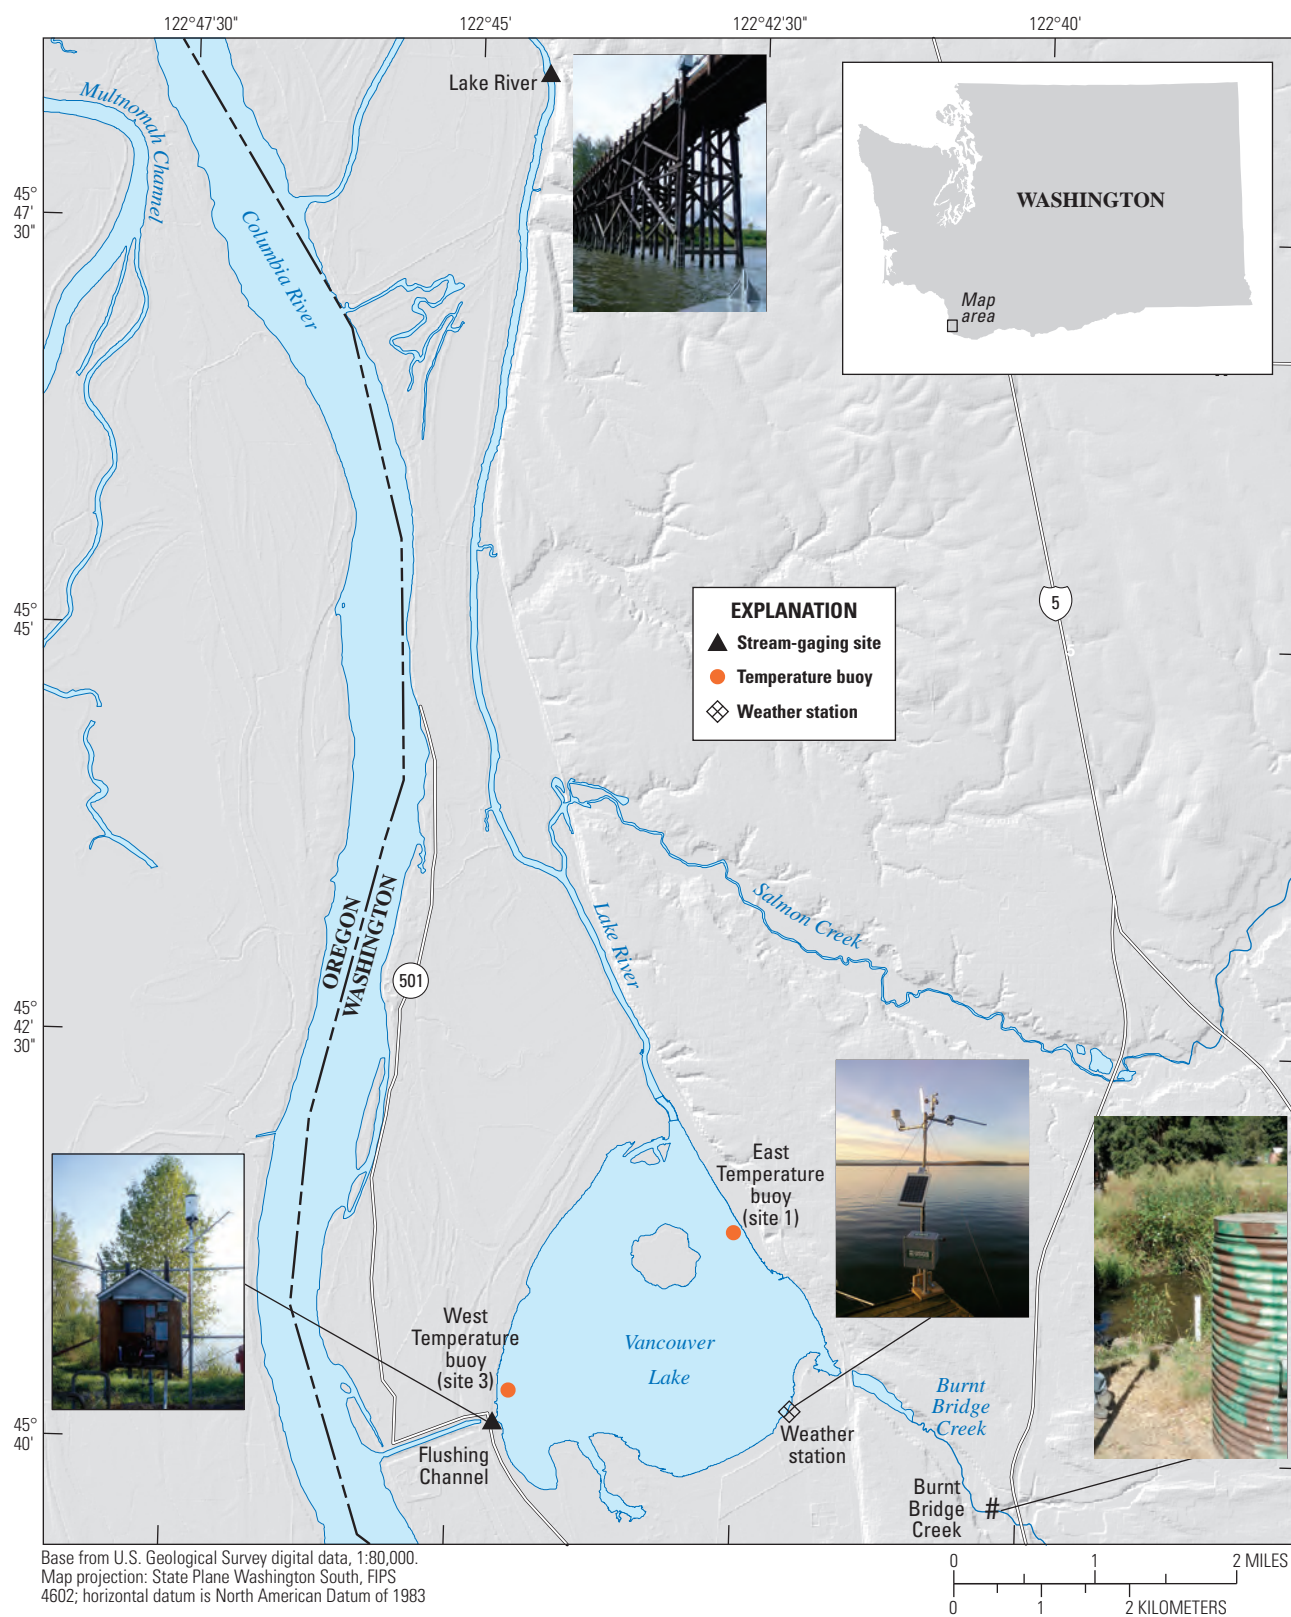 122°47'30"
122°45'
122°42'30"
122°40'
Lake River
Multnomah Channel
45°
47'
30"
Columbia River
WASHINGTON
Map
area
45°
45'
EXPLANATION
Stream-gaging site
Temperature buoy
Weather station
5
5
OREGON
WASHINGTON
501
Lake River
Salmon Creek
45°
42'
30"
East
Temperature
buoy
(site 1)
West
Temperature
buoy
(site 3)
Vancouver
Lake
Burnt
Bridge
Creek
45°
40'
Flushing
Channel
Weather
station
Burnt
Bridge
Creek
#
Base from U.S. Geological Survey digital data, 1:80,000.
Map projection: State Plane Washington South, FIPS
4602; horizontal datum is North American Datum of 1983
0 1 2 MILES
0 1 2 KILOMETERS